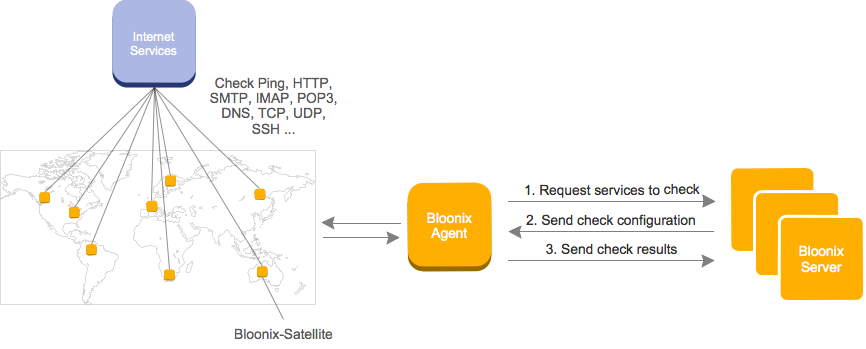 Internet
Services
Check Ping, HTTP,
SMTP, IMAP, POP3,
DNS, TCP, UDP,
SSH ...
Bloonix
Agent
1. Request services to check
2. Send check configuration
3. Send check results
Bloonix
Server
Bloonix-Satellite